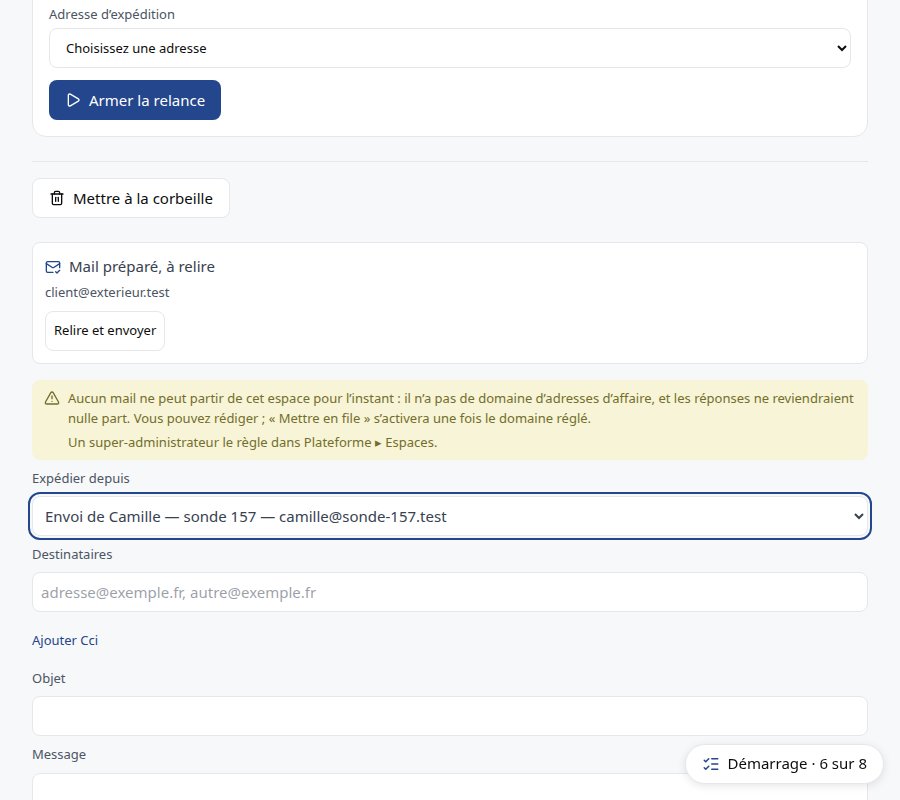 Adresse d’expédition
Choisissez une adresse
Armer la relance
Mettre à la corbeille
Mail préparé, à relire
client@exterieur.test
Relire et envoyer
Aucun mail ne peut partir de cet espace pour l’instant : il n’a pas de domaine d’adresses d’affaire, et les réponses ne reviendraient
nulle part. Vous pouvez rédiger ; « Mettre en file » s’activera une fois le domaine réglé.
Un super-administrateur le règle dans Plateforme ▸ Espaces.
Expédier depuis
Envoi de Camille — sonde 157 — camille@sonde-157.test
Destinataires
adresse@exemple.fr, autre@exemple.fr
Ajouter Cci
Objet
Message
Démarrage · 6 sur 8